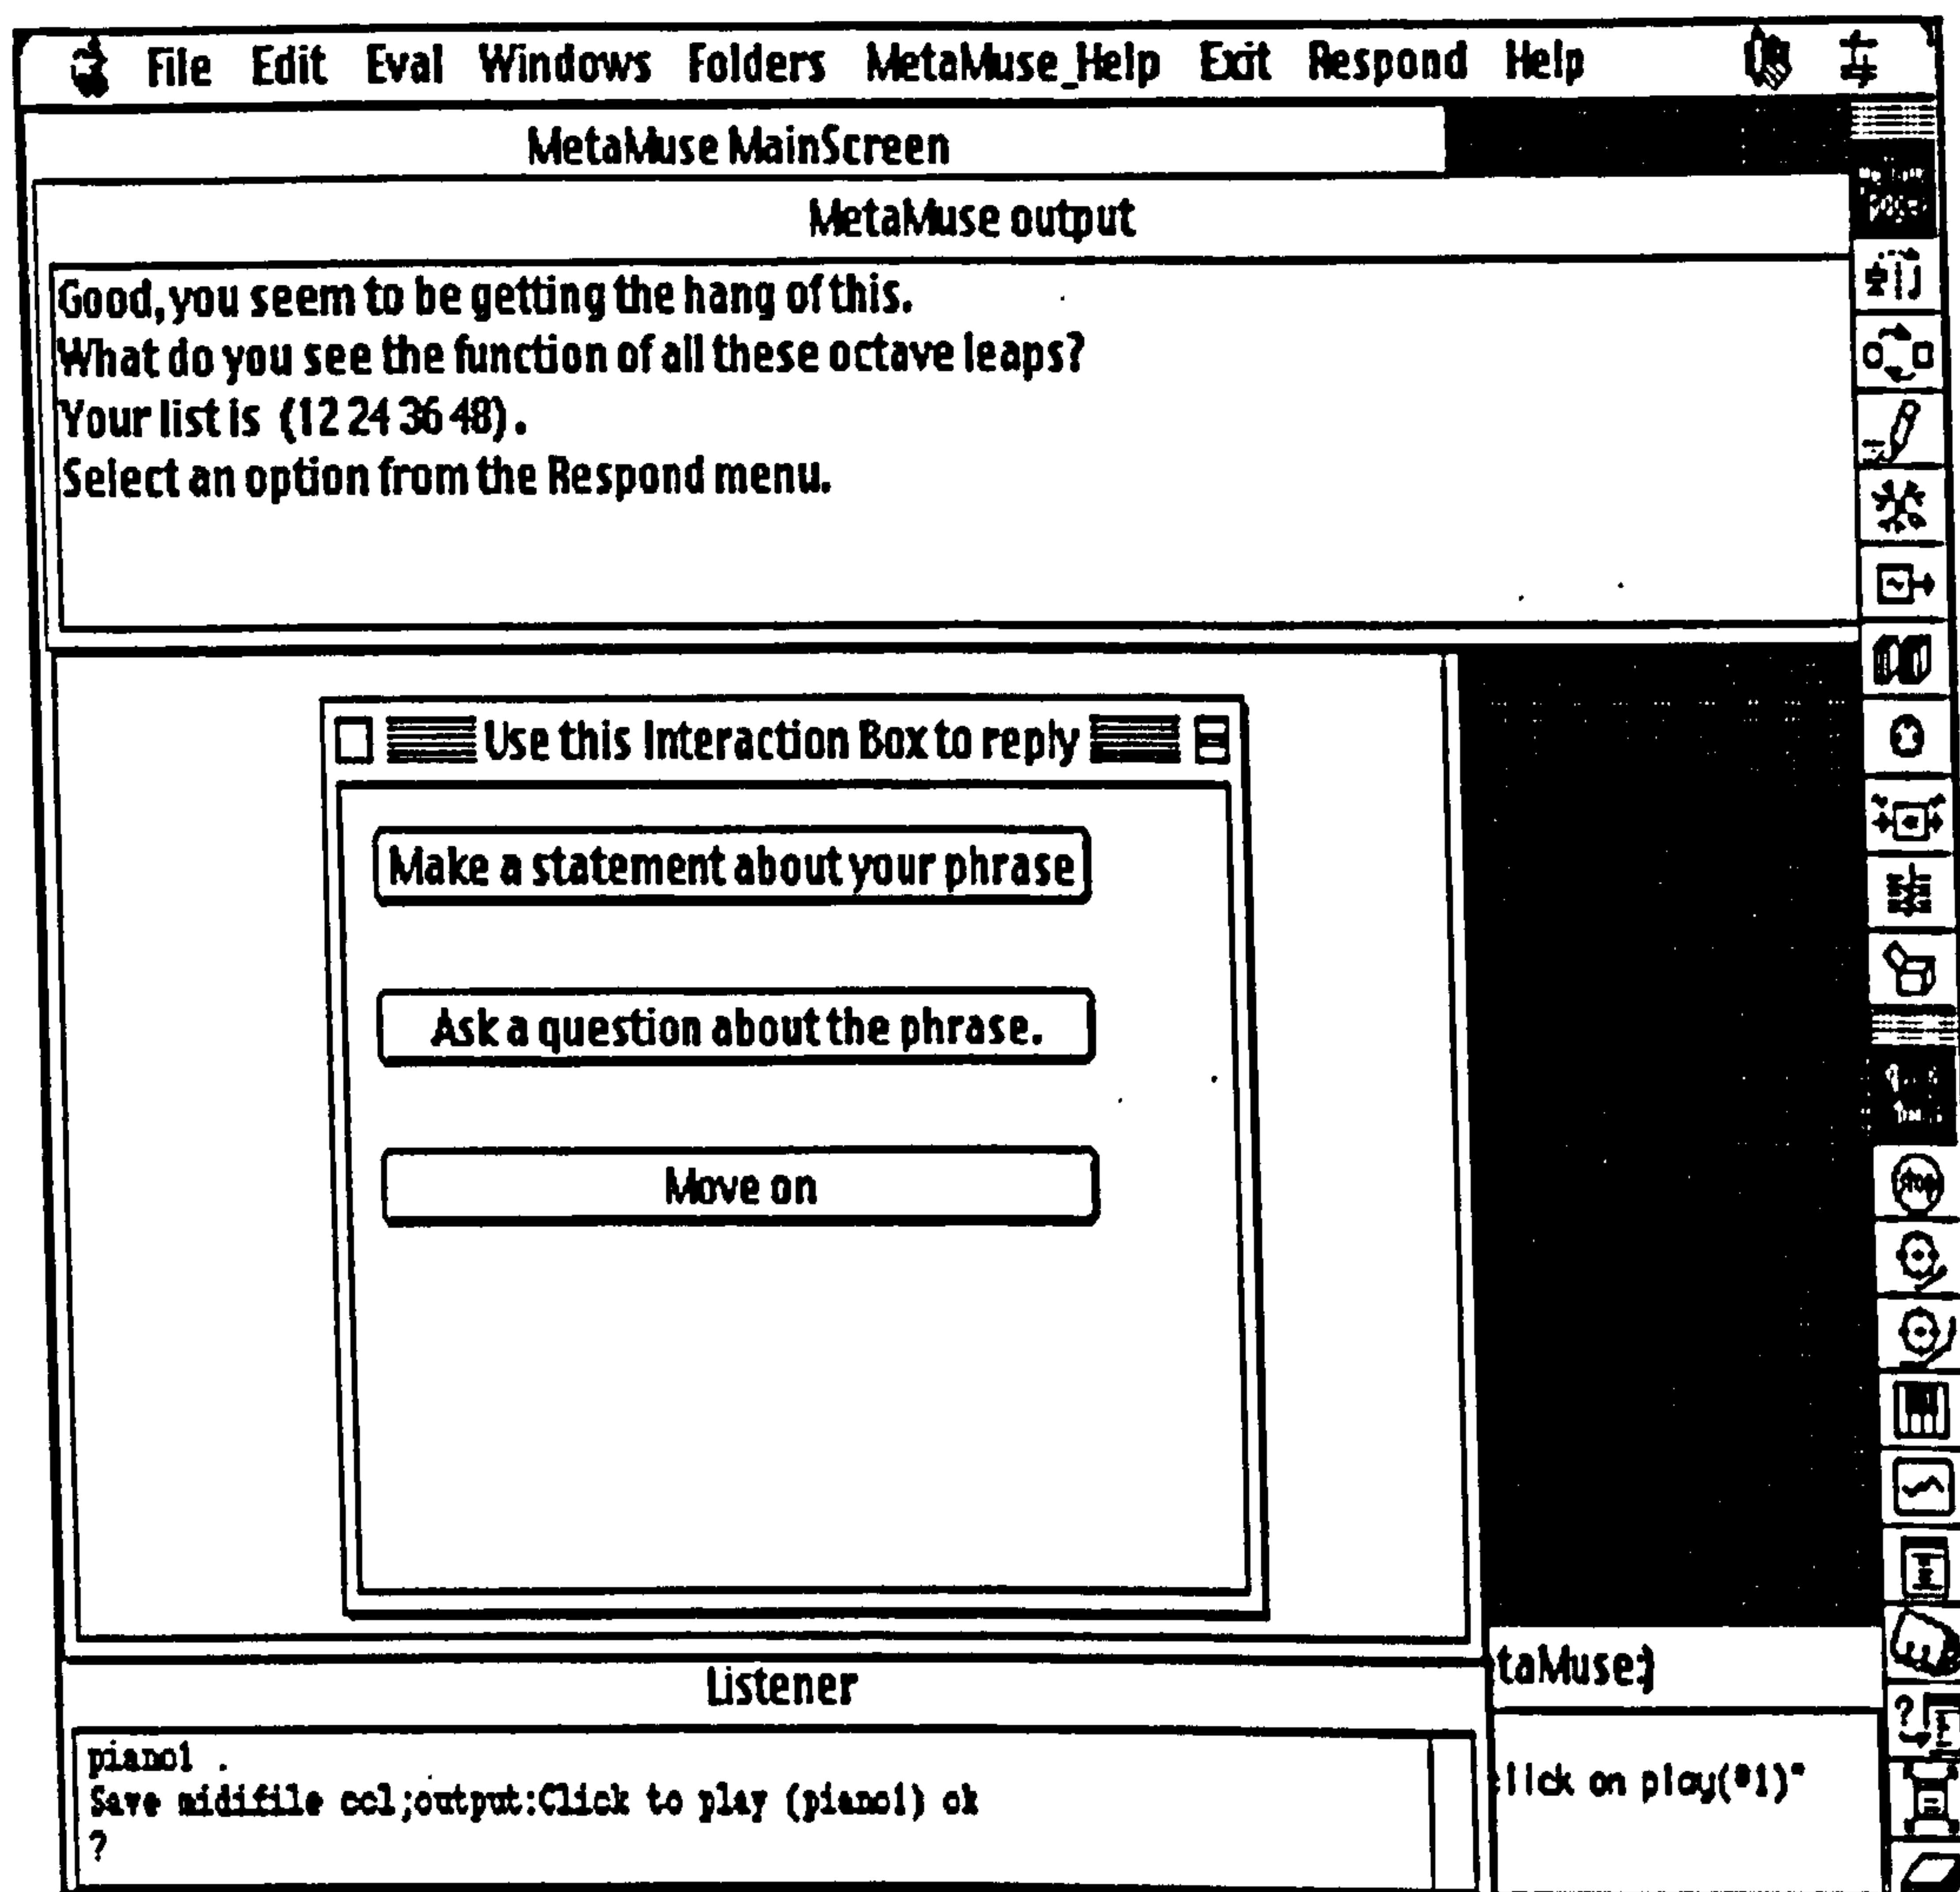 File Edit Eval Windows Folders MetaMuse_Help Exit Respond Help
MetaMuse MainScreen
MetaMuse output
Good, you seem to be getting the hang of this.
What do you see the function of all these octave leaps?
Your list is (12 24 36 48).
Select an option from the Respond menu.
Use this Interaction Box to reply
Make a statement about your phrase
Ask a question about the phrase.
Move on
Listener
piano1 .
Save midifile ccl;output:Click to play (piano1) ok
?
taMuse:)
lick on play(#1)"